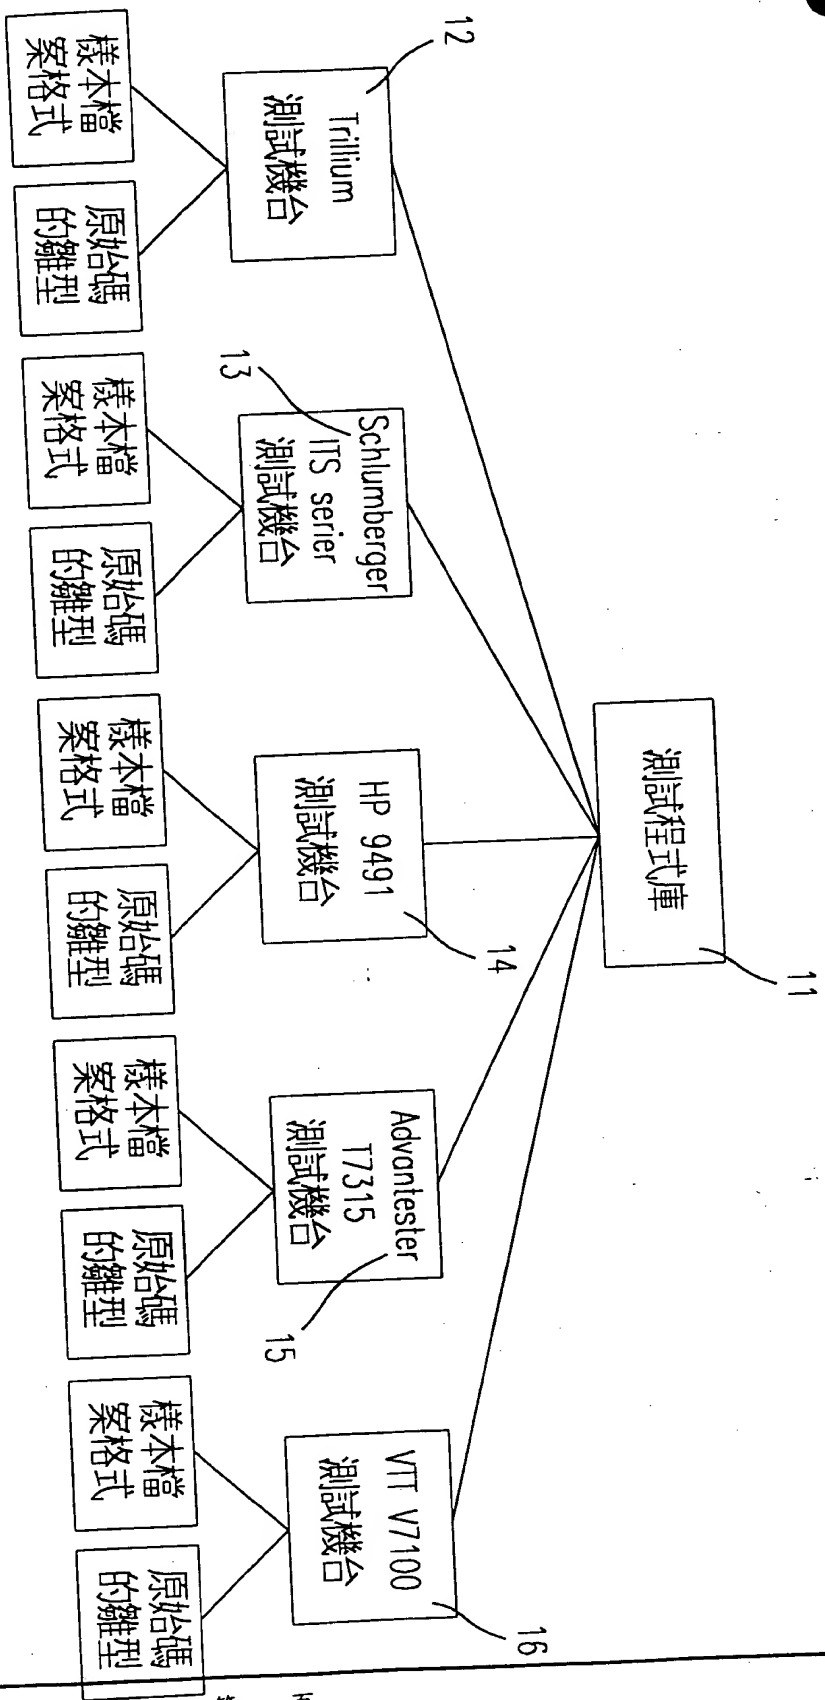 測試程式庫
11
12
Trillium
測試機台
13
Schlumberger
ITS serier
測試機台
HP 9491
測試機台
14
Advantester
T7315
測試機台
15
VTT V7100
測試機台
16
樣本檔
案格式
原始碼
的雛型
樣本檔
案格式
原始碼
的雛型
樣本檔
案格式
原始碼
的雛型
樣本檔
案格式
原始碼
的雛型
樣本檔
案格式
原始碼
的雛型